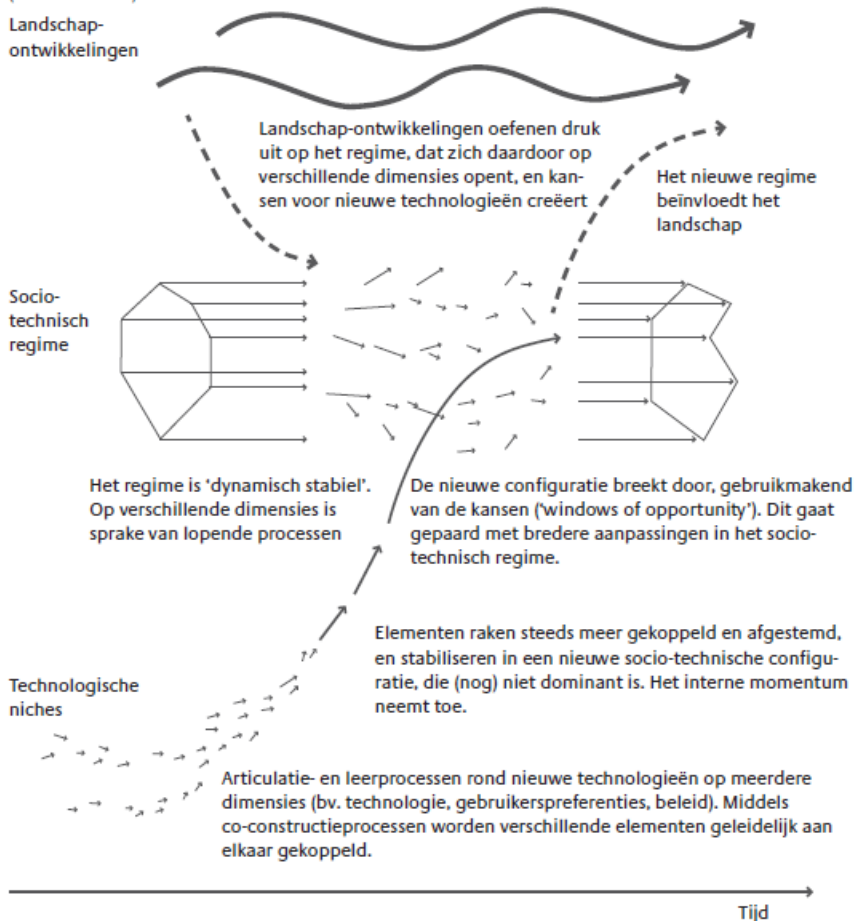 Landschap-
ontwikkelingen
Landschap-ontwikkelingen oefenen druk
uit op het regime, dat zich daardoor op
verschillende dimensies opent, en kan-
sen voor nieuwe technologieën creëert
Het nieuwe regime
beïnvloedt het
landschap
Socio-
technisch
regime
Het regime is ‘dynamisch stabiel’.
Op verschillende dimensies is
sprake van lopende processen
De nieuwe configuratie breekt door, gebruikmakend
van de kansen (‘windows of opportunity’). Dit gaat
gepaard met bredere aanpassingen in het socio-
technisch regime.
Elementen raken steeds meer gekoppeld en afgestemd,
en stabiliseren in een nieuwe socio-technische configu-
ratie, die (nog) niet dominant is. Het interne momentum
neemt toe.
Technologische
niches
Articulatie- en leerprocessen rond nieuwe technologieën op meerdere
dimensies (bv. technologie, gebruikerspreferenties, beleid). Middels
co-constructieprocessen worden verschillende elementen geleidelijk aan
elkaar gekoppeld.
Tijd